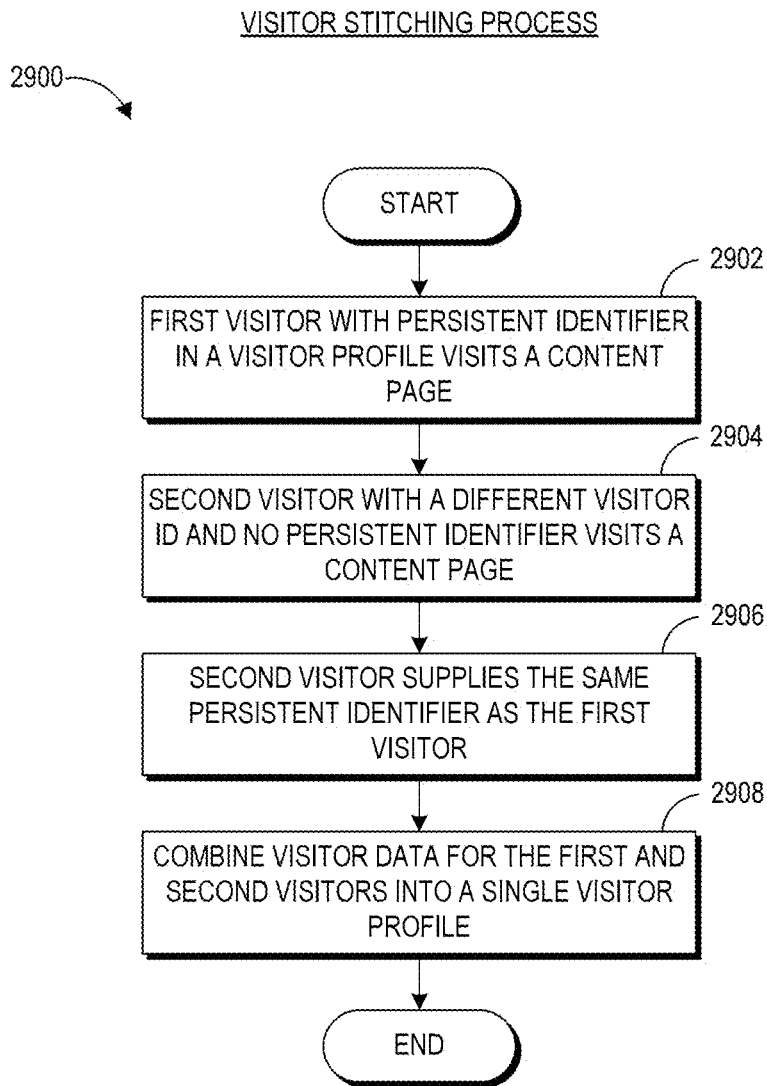 VISITOR STITCHING PROCESS
2900
START
2902
FIRST VISITOR WITH PERSISTENT IDENTIFIER
IN A VISITOR PROFILE VISITS A CONTENT
PAGE
2904
SECOND VISITOR WITH A DIFFERENT VISITOR
ID AND NO PERSISTENT IDENTIFIER VISITS A
CONTENT PAGE
2906
SECOND VISITOR SUPPLIES THE SAME
PERSISTENT IDENTIFIER AS THE FIRST
VISITOR
2908
COMBINE VISITOR DATA FOR THE FIRST AND
SECOND VISITORS INTO A SINGLE VISITOR
PROFILE
END